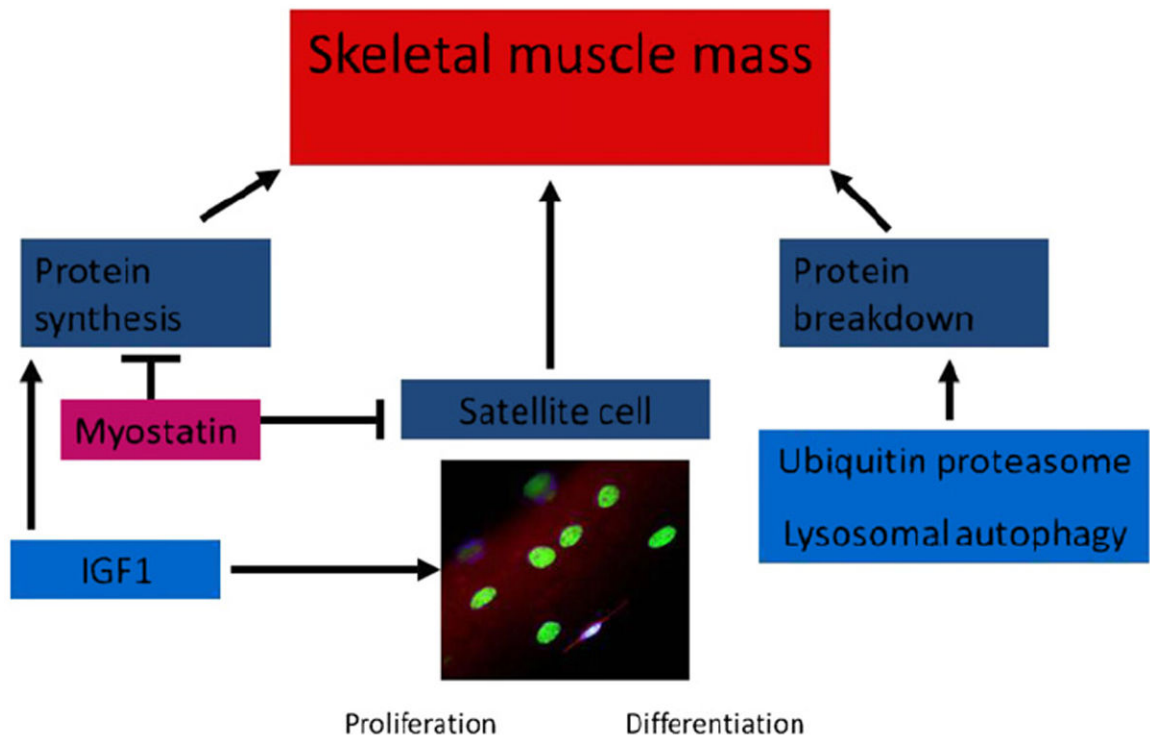 Skeletal muscle mass
Protein
synthesis
Protein
breakdown
Myostatin
Satellite cell
Ubiquitin proteasome
Lysosomal autophagy
IGF1
Proliferation
Differentiation